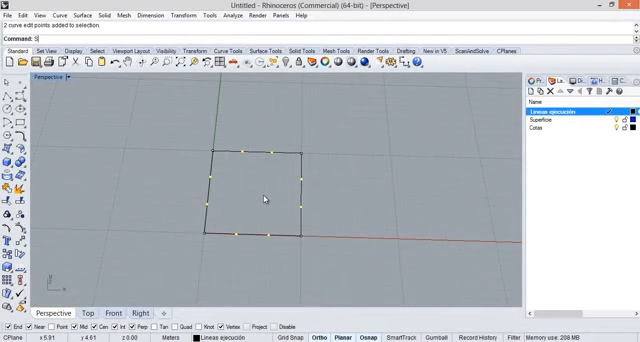 Untitled - Rhinoceros (Commercial) (64-bit) - [Perspective]
File Edit View Curve Surface Solid Mesh Dimension Transform Tools Analyze Render Panels Help
2 curve edit points added to selection.
Command: S
Standard CPlanes Set View Display Select Viewport Layout Visibility Transform Curve Tools Surface Tools Solid Tools Mesh Tools Render Tools Drafting New in V5 ScanAndSolve CPlanes
Perspective
Name
Lineas ejecución
Superficie
Cotas
x
Perspective Top Front Right
End Near Point Mid Cen Int Perp Tan Quad Knot Vertex Project Disable
CPlane x 5.91 y 4.61 z 0.00 Meters Lineas ejecución Grid Snap Ortho Planar Osnap SmartTrack Gumball Record History Filter Memory use: 208 MB